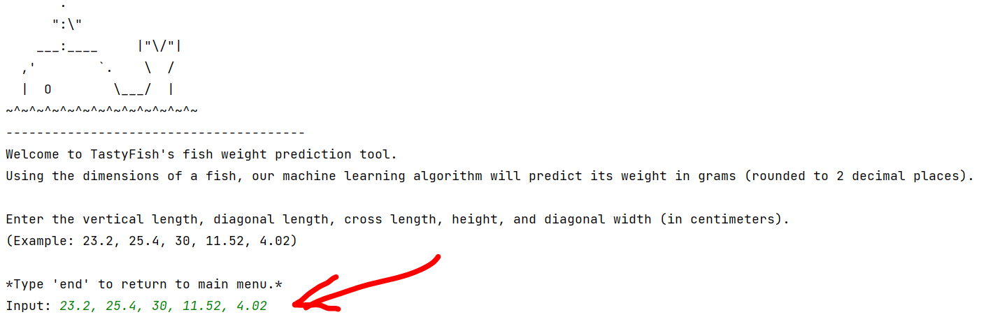 .
":\"
___:____     |"\/"|
,'        `.    \  /
|  O        \___/  |
~^~^~^~^~^~^~^~^~^~^~^~^~
---------------------------------------
Welcome to TastyFish's fish weight prediction tool.
Using the dimensions of a fish, our machine learning algorithm will predict its weight in grams (rounded to 2 decimal places).
Enter the vertical length, diagonal length, cross length, height, and diagonal width (in centimeters).
(Example: 23.2, 25.4, 30, 11.52, 4.02)
*Type 'end' to return to main menu.*
Input: 23.2, 25.4, 30, 11.52, 4.02